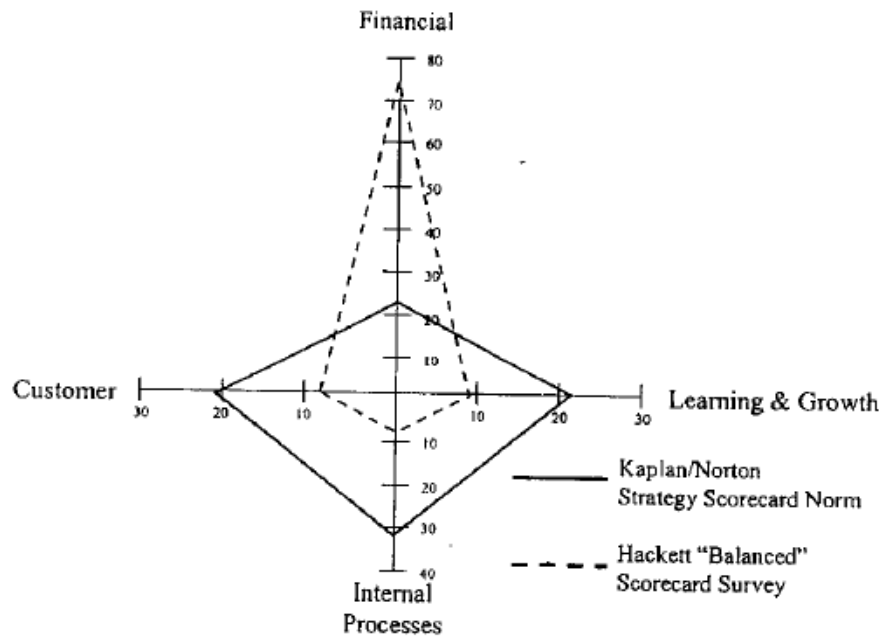 Financial
80
70
60
50
40
30
20
10
Customer
30
20
10
10
20
30
Learning & Growth
10
20
30
40
Internal
Processes
Kaplan/Norton
Strategy Scorecard Norm
Hackett “Balanced”
Scorecard Survey